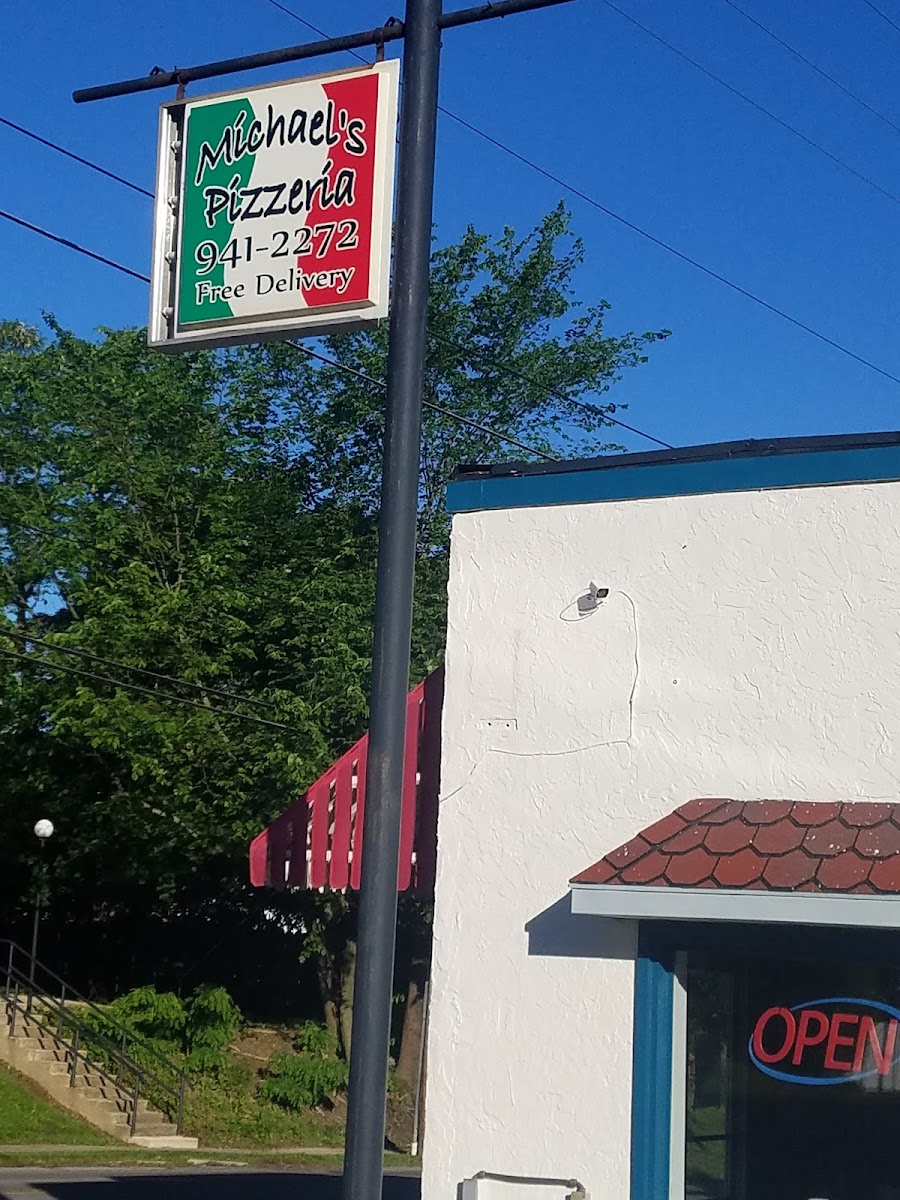 Michael's
Pizzeria
941-2272
Free Delivery
OPEN